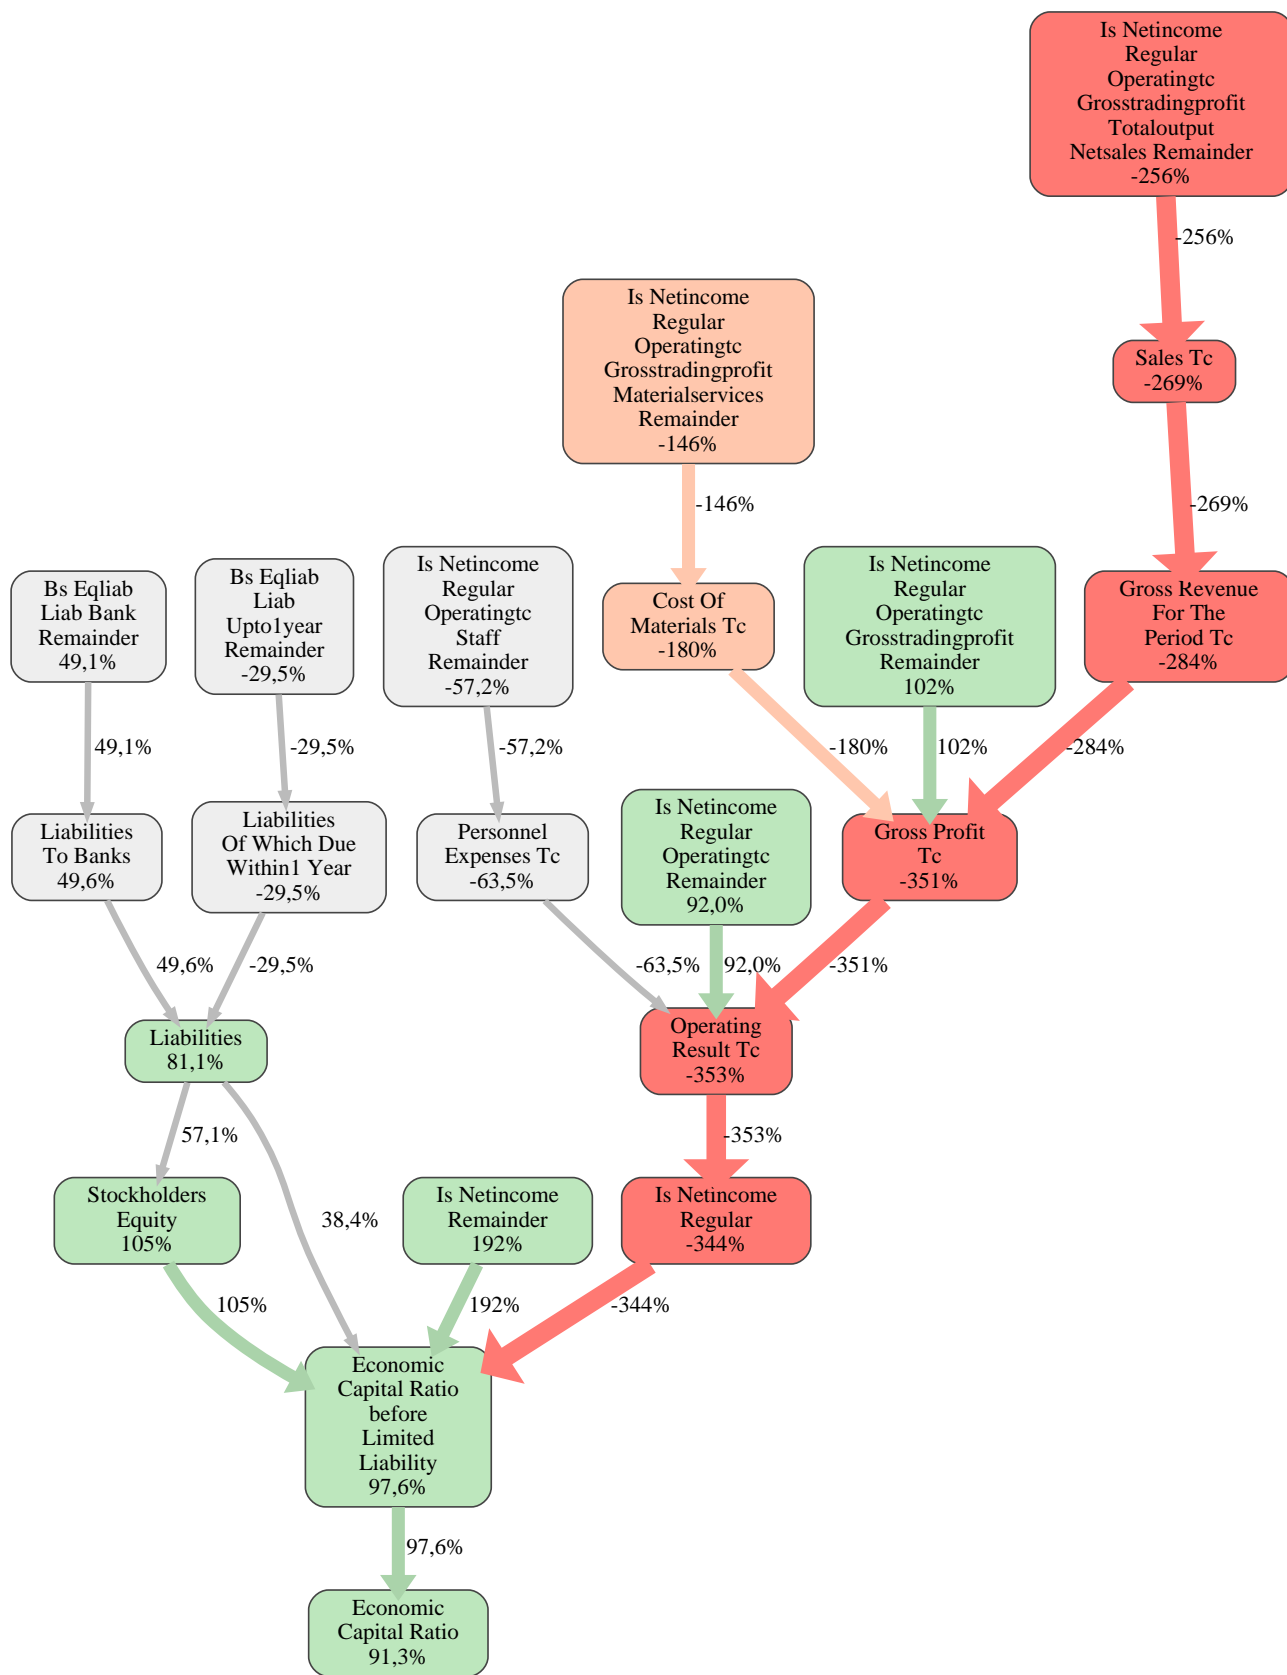 Is Netincome
Regular
Operatingtc
Grosstradingprofit
Totaloutput
Netsales Remainder
-256%
-256%
Is Netincome
Regular
Operatingtc
Grosstradingprofit
Materialservices
Remainder
-146%
Sales Tc
-269%
-146%
-269%
Bs Eqliab
Liab Bank
Remainder
49,1%
Bs Eqliab
Liab
Upto1year
Remainder
-29,5%
Is Netincome
Regular
Operatingtc
Staff
Remainder
-57,2%
Cost Of
Materials Tc
-180%
Is Netincome
Regular
Operatingtc
Grosstradingprofit
Remainder
102%
Gross Revenue
For The
Period Tc
-284%
49,1%
-29,5%
-57,2%
-180%
102%
-284%
Liabilities
To Banks
49,6%
Liabilities
Of Which Due
Within1 Year
-29,5%
Personnel
Expenses Tc
-63,5%
Is Netincome
Regular
Operatingtc
Remainder
92,0%
Gross Profit
Tc
-351%
49,6%
-29,5%
-63,5%
92,0%
-351%
Liabilities
81,1%
Operating
Result Tc
-353%
57,1%
38,4%
-353%
Stockholders
Equity
105%
Is Netincome
Remainder
192%
Is Netincome
Regular
-344%
105%
192%
-344%
Economic
Capital Ratio
before
Limited
Liability
97,6%
97,6%
Economic
Capital Ratio
91,3%